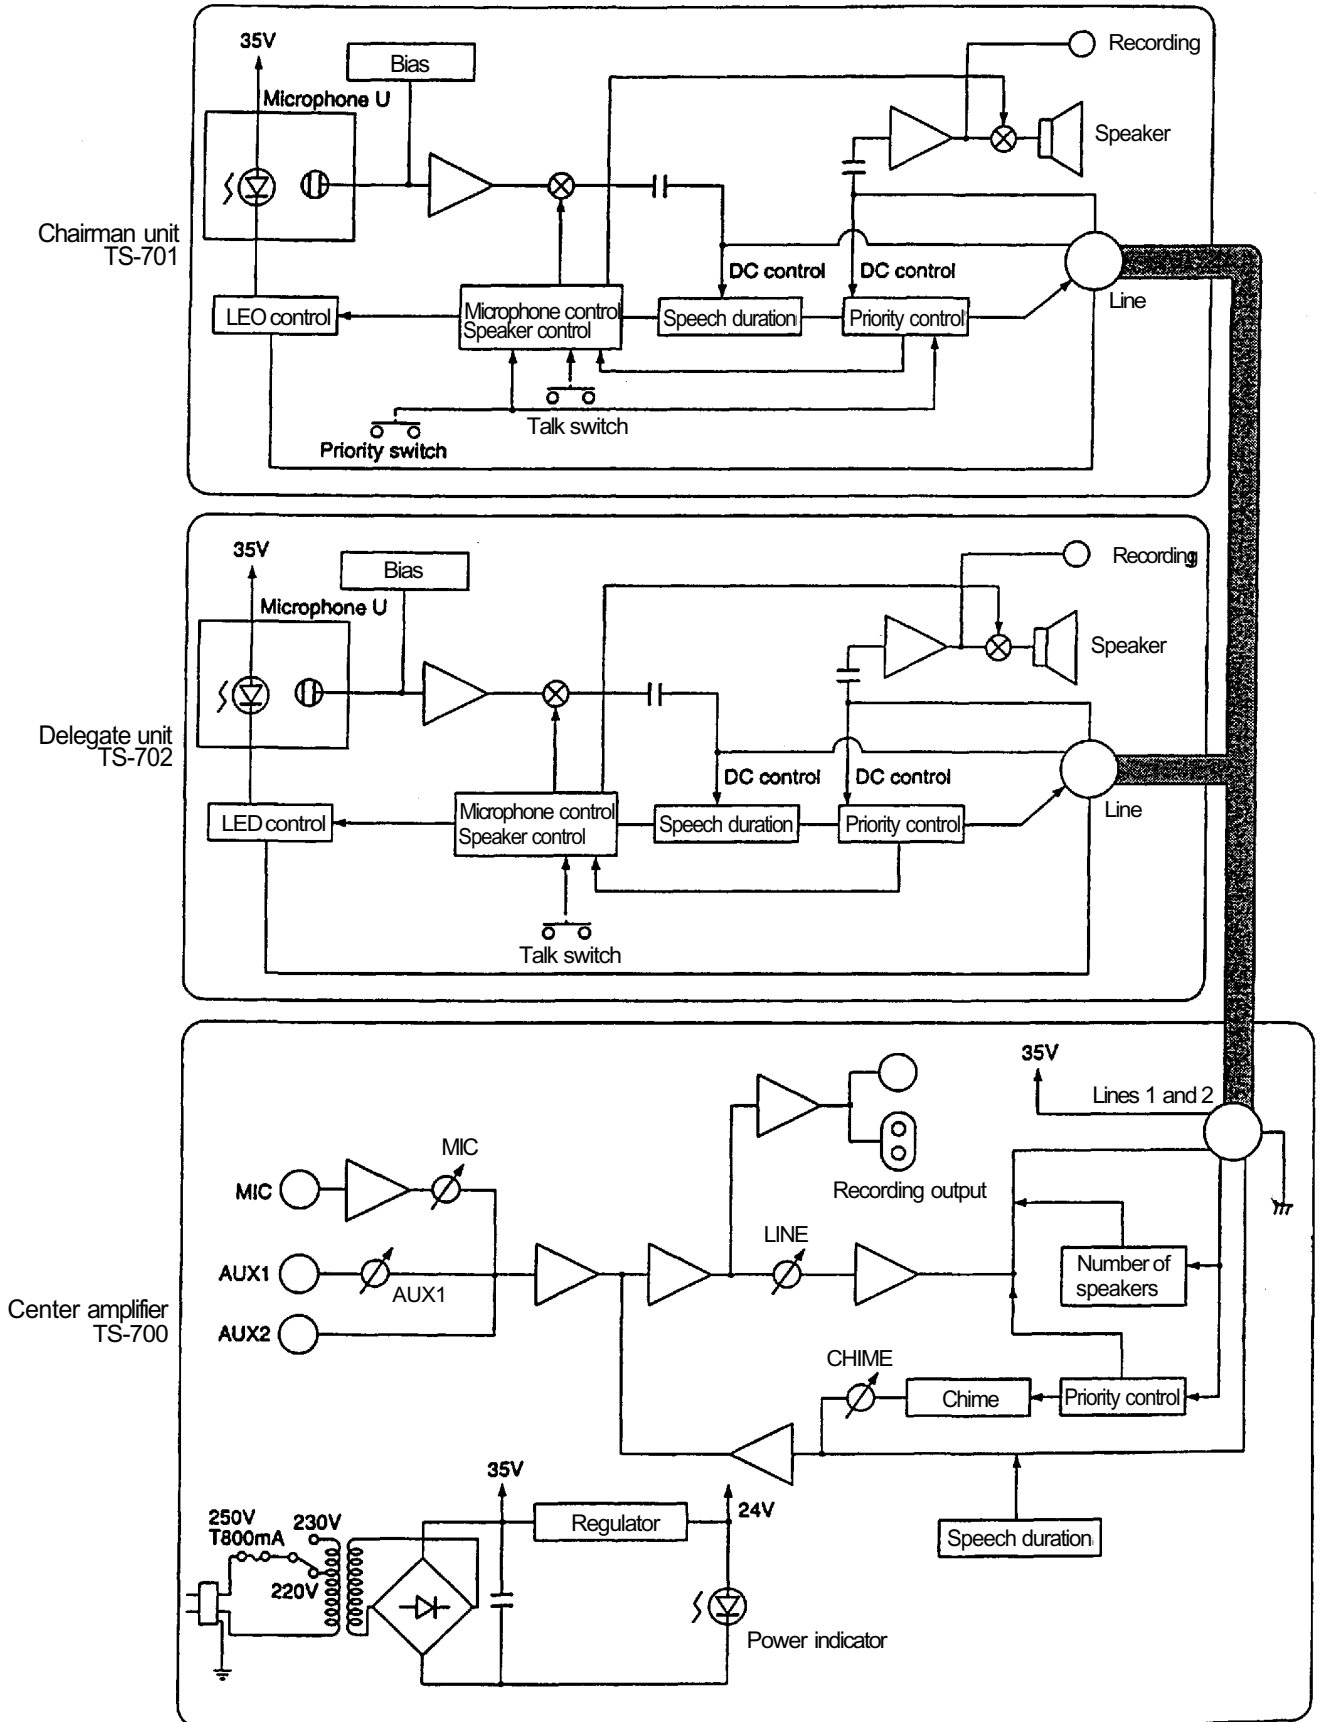 35V
Bias
Recording
Microphone U
Speaker
Chairman unit
TS-701
DC control
DC control
Line
LEO control
Microphone control
Speaker control
Speech duration
Priority control
Talk switch
Priority switch
35V
Bias
Recording
Microphone U
Speaker
Delegate unit
TS-702
DC control
DC control
Line
LED control
Microphone control
Speaker control
Speech duration
Priority control
Talk switch
35V
Lines 1 and 2
MIC
MIC
Recording output
LINE
AUX1
AUX1
Number of
speakers
Center amplifier
TS-700
AUX2
CHIME
Chime
Priority control
35V
24V
250V
T800mA
230V
Regulator
Speech duration
220V
Power indicator